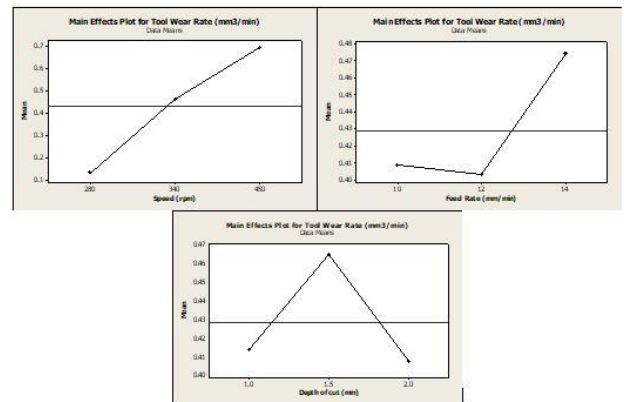 Main Effects Plot for Tool Wear Rate (mm3/min)
Data Means
0.7
0.6
0.5
0.4
0.3
0.2
0.1
Mean
280
340
450
Speed (rpm)
Main Effects Plot for Tool Wear Rate (mm3/min)
Data Means
0.48
0.47
0.46
0.45
0.44
0.43
0.42
0.41
0.40
Mean
10
12
14
Feed Rate (mm/min)
Main Effects Plot for Tool Wear Rate (mm3/min)
Data Means
0.47
0.46
0.45
0.44
0.43
0.42
0.41
0.40
Mean
1.0
1.5
2.0
Depth of cut (mm)